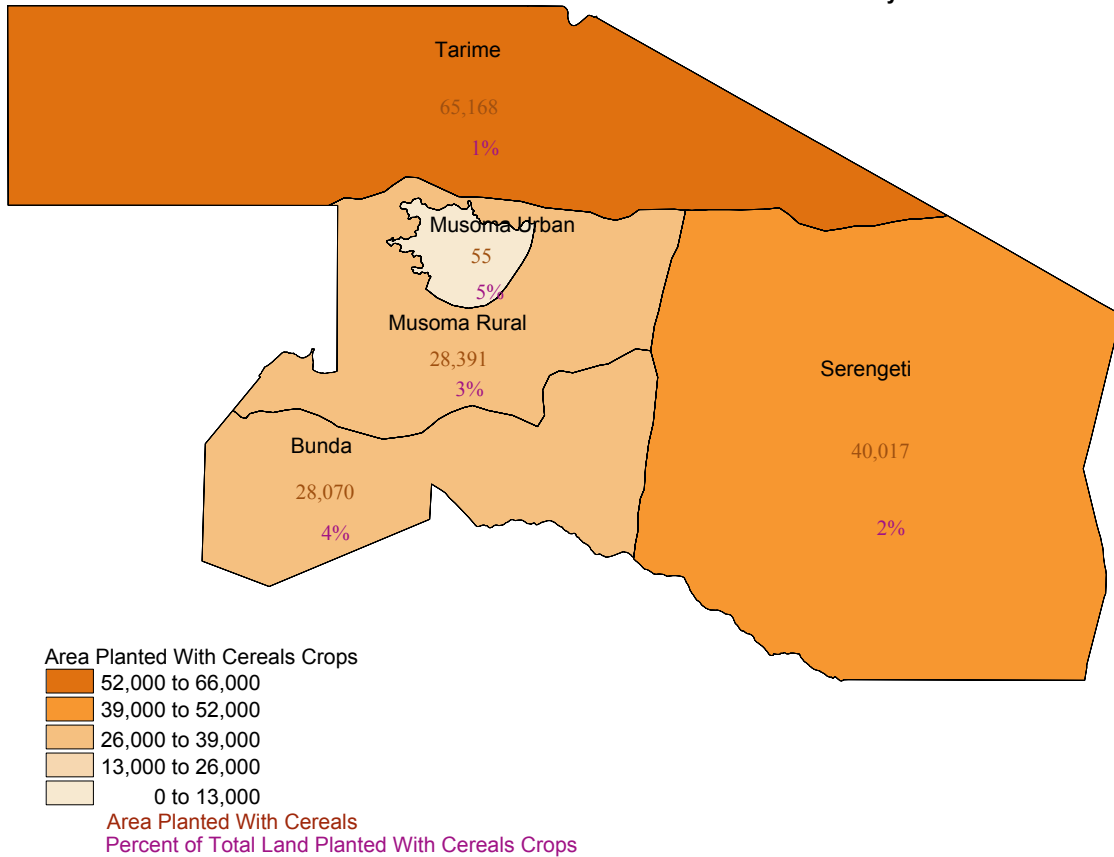 Tarime
65,168
1%
Musoma Urban
55
5%
Musoma Rural
28,391
3%
Serengeti
40,017
2%
Bunda
28,070
4%
Area Planted With Cereals Crops
52,000 to 66,000
39,000 to 52,000
26,000 to 39,000
13,000 to 26,000
0 to 13,000
Area Planted With Cereals
Percent of Total Land Planted With Cereals Crops